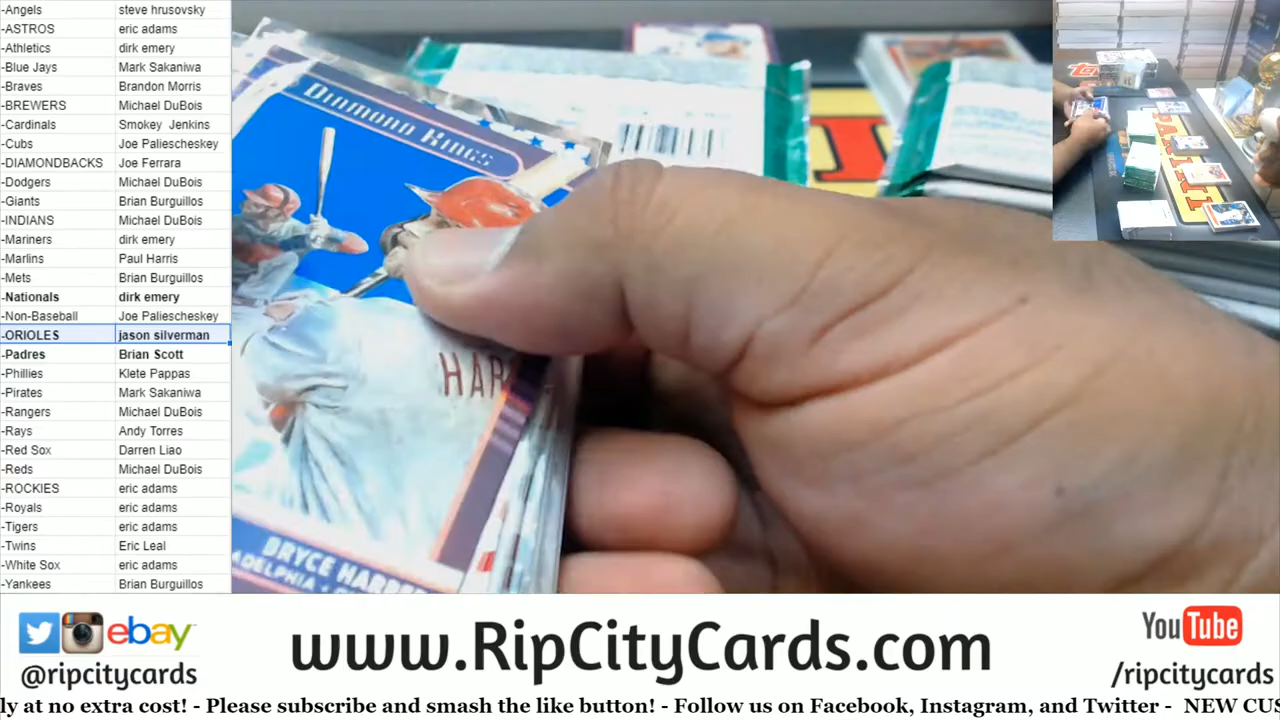 -Angels steve hrusovsky
-ASTROS eric adams
-Athletics dirk emery
-Blue Jays Mark Sakaniwa
-Braves Brandon Morris
-BREWERS Michael DuBois
-Cardinals Smokey Jenkins
-Cubs Joe Paliescheskey
-DIAMONDBACKS Joe Ferrara
-Dodgers Michael DuBois
-Giants Brian Burguillos
-INDIANS Michael DuBois
-Mariners dirk emery
-Marlins Paul Harris
-Mets Brian Burguillos
-Nationals dirk emery
-Non-Baseball Joe Paliescheskey
-ORIOLES jason silverman
-Padres Brian Scott
-Phillies Klete Pappas
-Pirates Mark Sakaniwa
-Rangers Michael DuBois
-Rays Andy Torres
-Red Sox Darren Liao
-Reds Michael DuBois
-ROCKIES eric adams
-Royals eric adams
-Tigers eric adams
-Twins Eric Leal
-White Sox eric adams
-Yankees Brian Burguillos
DIAMOND KINGS
HAR
BRYCE HARPE
ADELPHIA
PANINI
ebay
@ripcitycards
www.RipCityCards.com
YouTube
/ripcitycards
ly at no extra cost! - Please subscribe and smash the like button! - Follow us on Facebook, Instagram, and Twitter - NEW CUS